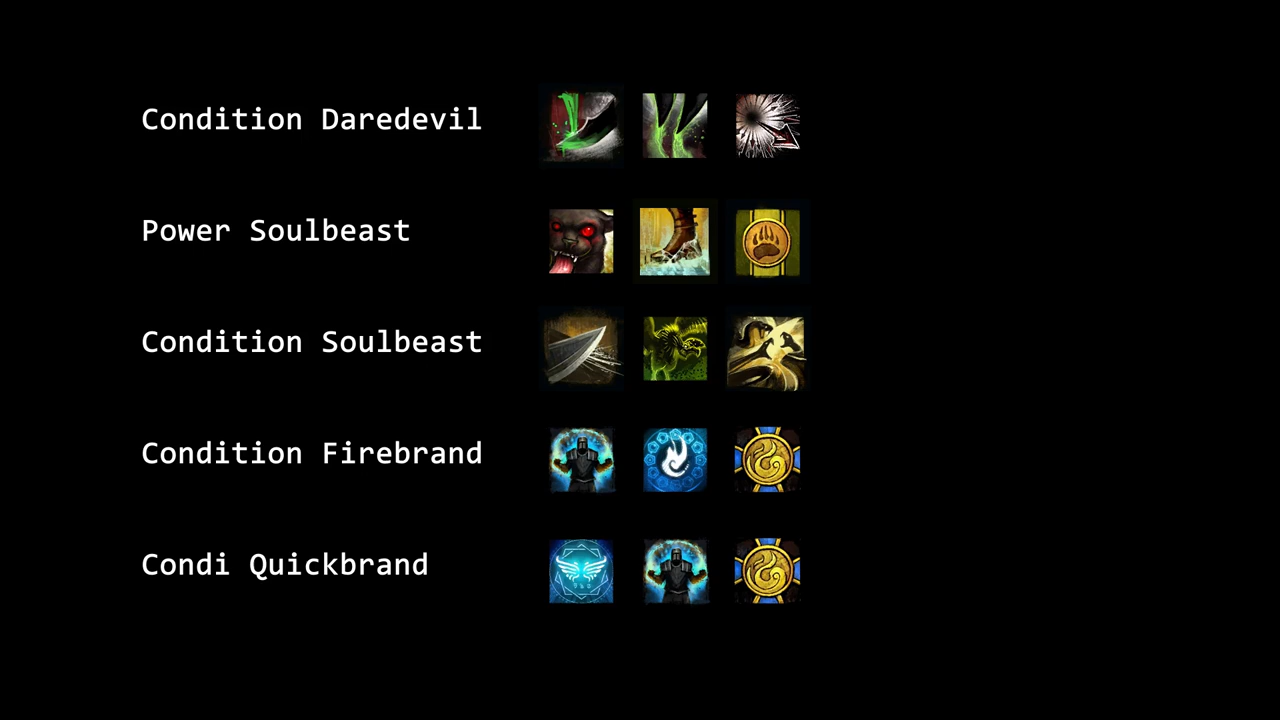 Condition Daredevil
Power Soulbeast
Condition Soulbeast
Condition Firebrand
Condi Quickbrand